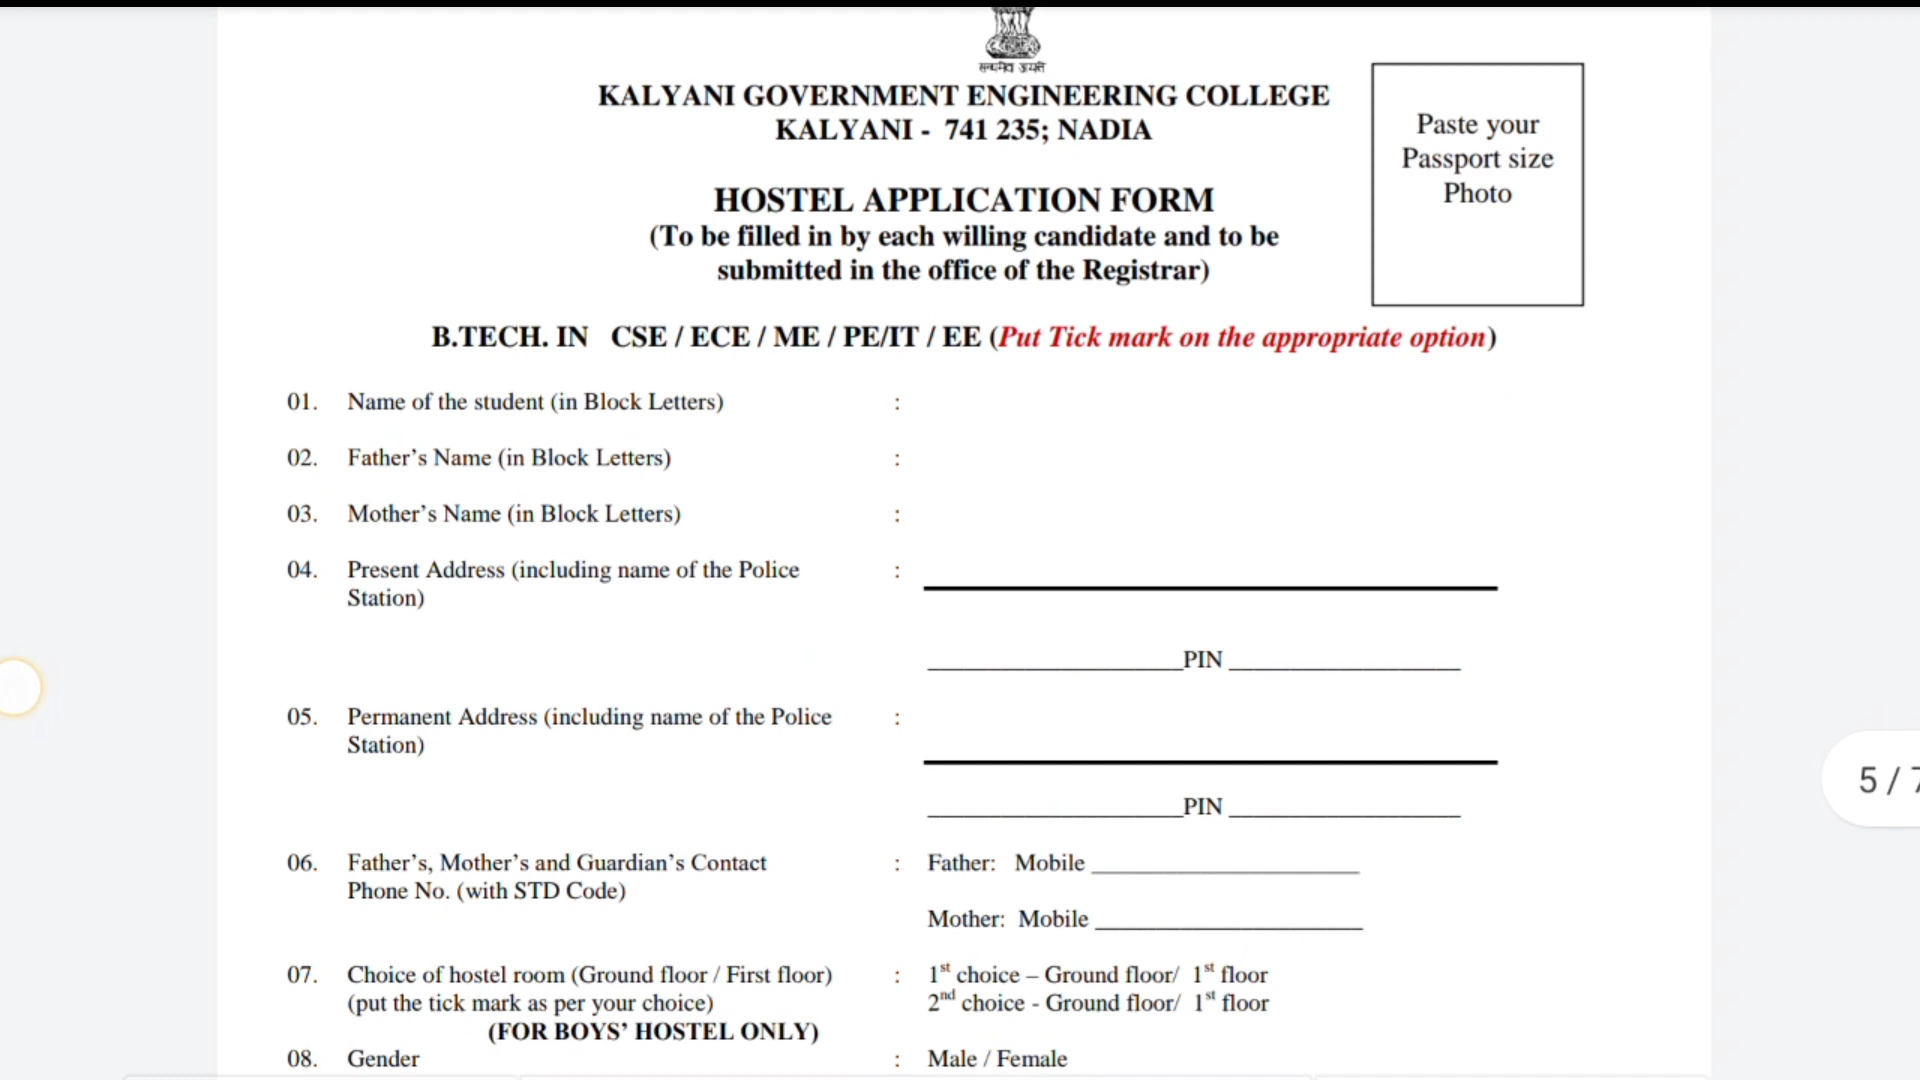 सत्यमेव जयते
KALYANI GOVERNMENT ENGINEERING COLLEGE
KALYANI - 741 235; NADIA
Paste your
Passport size
Photo
HOSTEL APPLICATION FORM
(To be filled in by each willing candidate and to be
submitted in the office of the Registrar)
B.TECH. IN CSE / ECE / ME / PE/IT / EE (Put Tick mark on the appropriate option)
01. Name of the student (in Block Letters) :
02. Father’s Name (in Block Letters) :
03. Mother’s Name (in Block Letters) :
04. Present Address (including name of the Police :
Station)
____________________PIN __________________
05. Permanent Address (including name of the Police :
Station)
____________________PIN __________________
06. Father’s, Mother’s and Guardian’s Contact : Father: Mobile _____________________
Phone No. (with STD Code)
Mother: Mobile _____________________
07. Choice of hostel room (Ground floor / First floor) : 1st choice – Ground floor/ 1st floor
(put the tick mark as per your choice) 2nd choice - Ground floor/ 1st floor
(FOR BOYS’ HOSTEL ONLY)
08. Gender : Male / Female
5 / 7